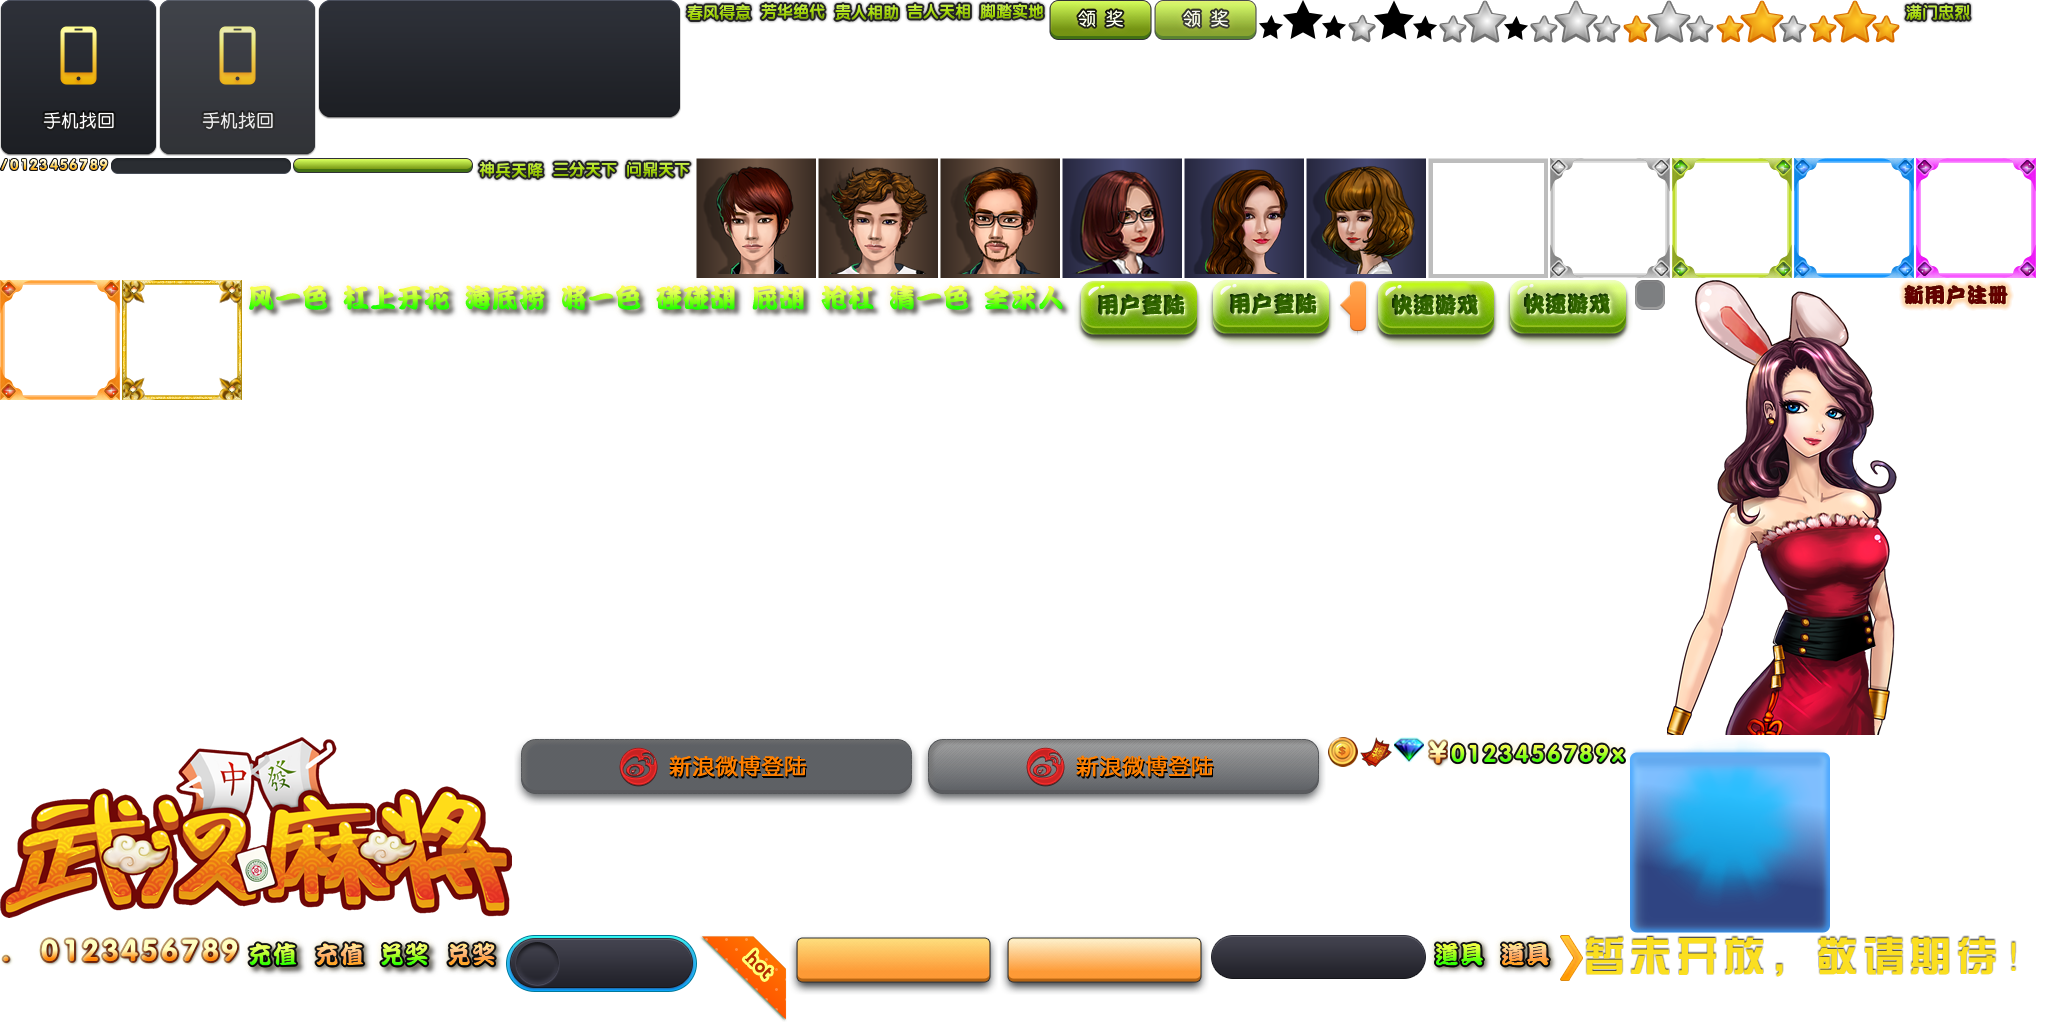 春风得意 芳华绝代 贵人相助 吉人天相 脚踏实地
领 奖
领 奖
满门忠烈
手机找回
手机找回
/0123456789
神兵天降 三分天下 问鼎天下
风一色 杠上开花 海底捞 将一色 碰碰胡 屁胡 抢杠 清一色 全求人
用户登陆
用户登陆
快速游戏
快速游戏
新用户注册
中
發
武汉麻将
新浪微博登陆
新浪微博登陆
¥0123456789x
. 0123456789
充值
充值
兑奖
兑奖
hot
道具
道具
暂未开放，敬请期待！